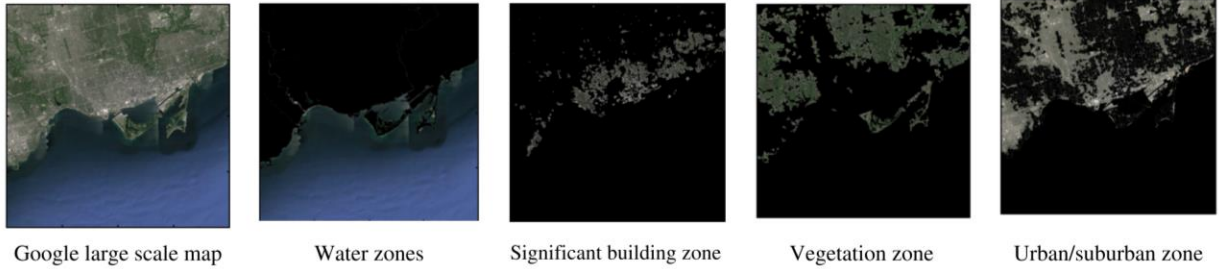 Google large scale map
Water zones
Significant building zone
Vegetation zone
Urban/suburban zone